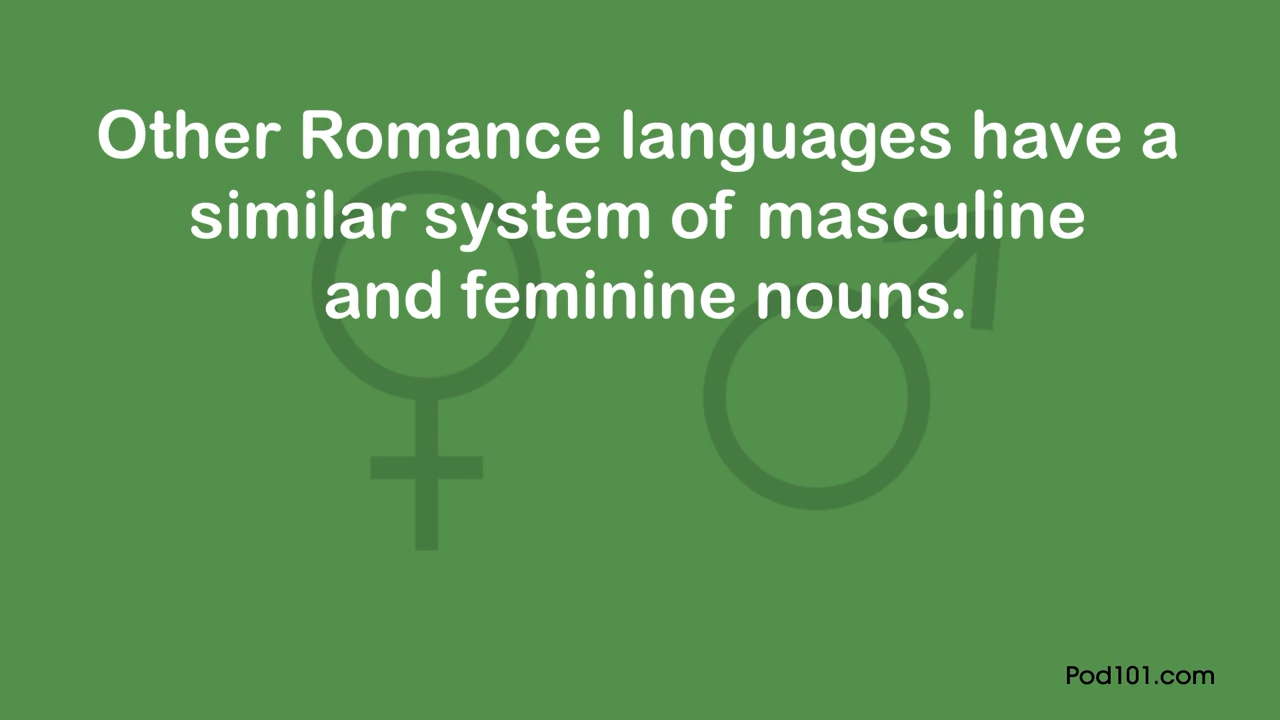 Other Romance languages have a
similar system of masculine
and feminine nouns.
Pod101.com